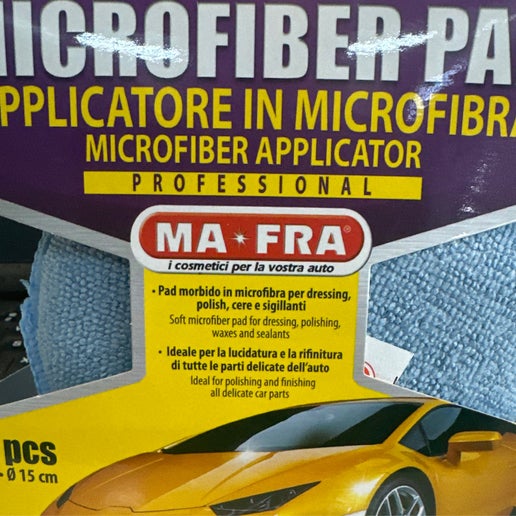 MICROFIBER PA
PPLICATORE IN MICROFIBRA
MICROFIBER APPLICATOR
PROFESSIONAL
MA★FRA®
i cosmetici per la vostra auto
• Pad morbido in microfibra per dressing,
polish, cere e sigillanti
Soft microfiber pad for dressing, polishing,
waxes and sealants
• Ideale per la lucidatura e la rifinitura
di tutte le parti delicate dell'auto
Ideal for polishing and finishing
all delicate car parts
pcs
Ø 15 cm